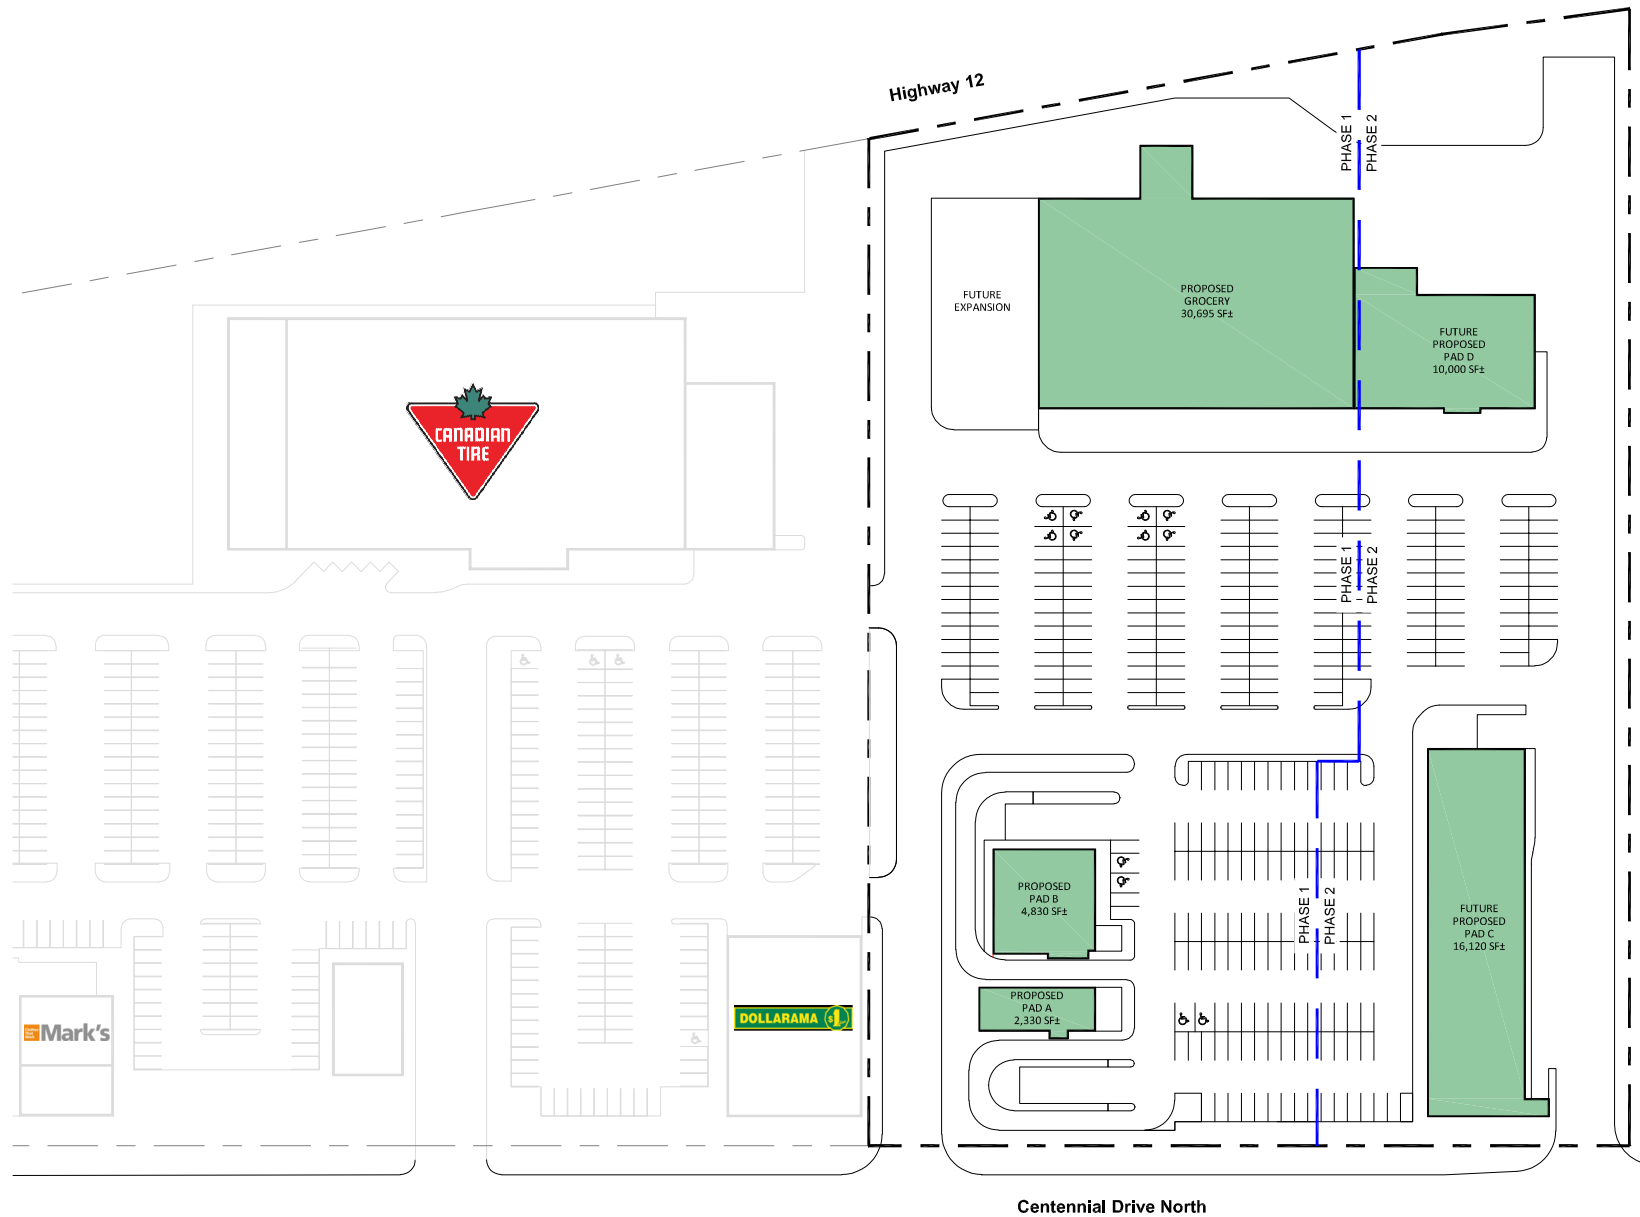 Highway 12
PHASE 1
PHASE 2
PROPOSED
GROCERY
30,695 SF±
FUTURE
EXPANSION
FUTURE
PROPOSED
PAD D
10,000 SF±
CANADIAN
TIRE
PHASE 1
PHASE 2
PROPOSED
PAD B
4,830 SF±
PHASE 1
PHASE 2
FUTURE
PROPOSED
PAD C
16,120 SF±
PROPOSED
PAD A
2,330 SF±
Mark's
DOLLARAMA $1
Centennial Drive North